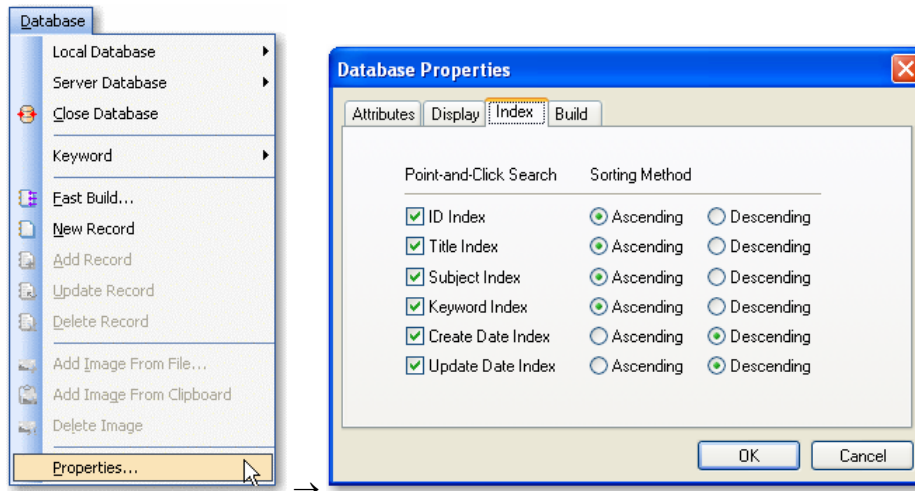 Database
Local Database
Server Database
Close Database
Keyword
Fast Build...
New Record
Add Record
Update Record
Delete Record
Add Image From File...
Add Image From Clipboard
Delete Image
Properties...
→
Database Properties
Attributes Display Index Build
Point-and-Click Search Sorting Method
ID Index Ascending Descending
Title Index Ascending Descending
Subject Index Ascending Descending
Keyword Index Ascending Descending
Create Date Index Ascending Descending
Update Date Index Ascending Descending
OK Cancel